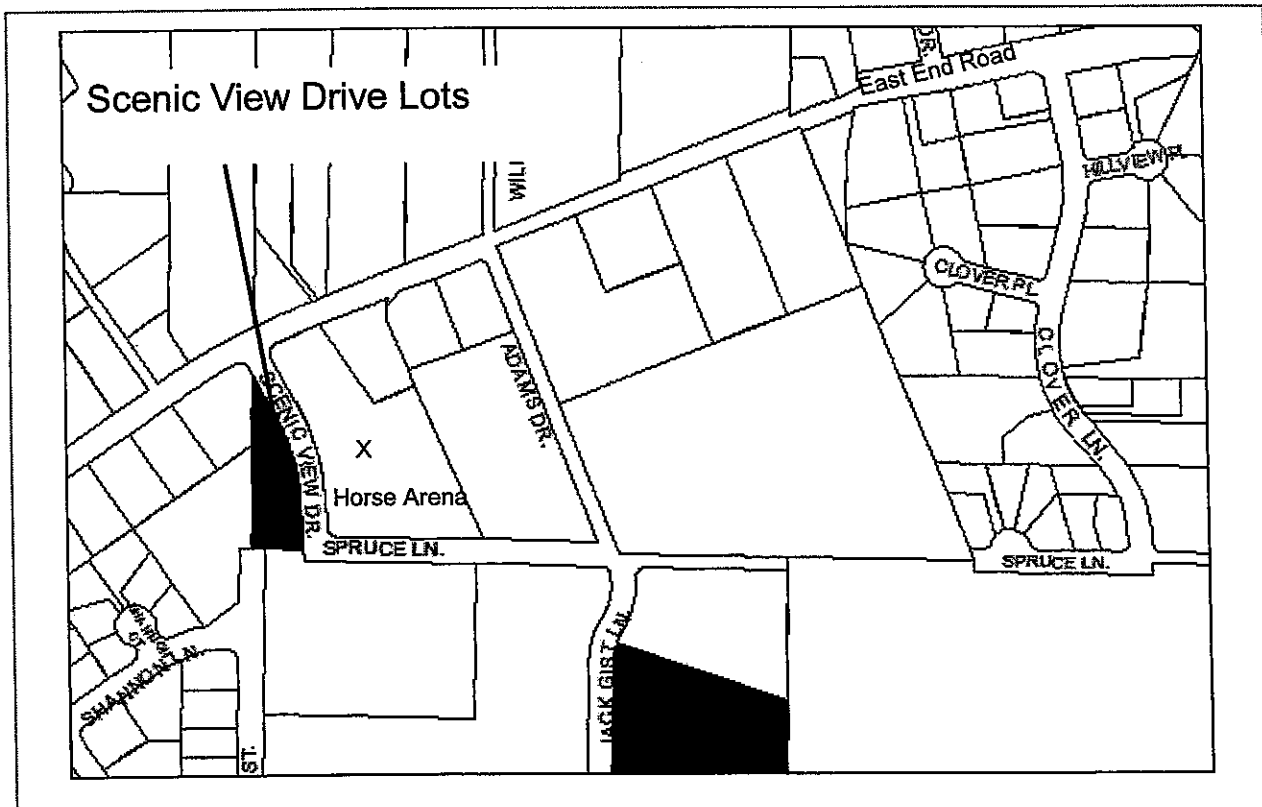 Scenic View Drive Lots
DR.
East End Road
HILLVIEW PL
CLOVER PL
CLOVER LN.
ADAMS DR.
SCENIC VIEW DR.
X
Horse Arena
SPRUCE LN.
SPRUCE LN.
JACK GIST LN.
SHANNON LN.
ST.